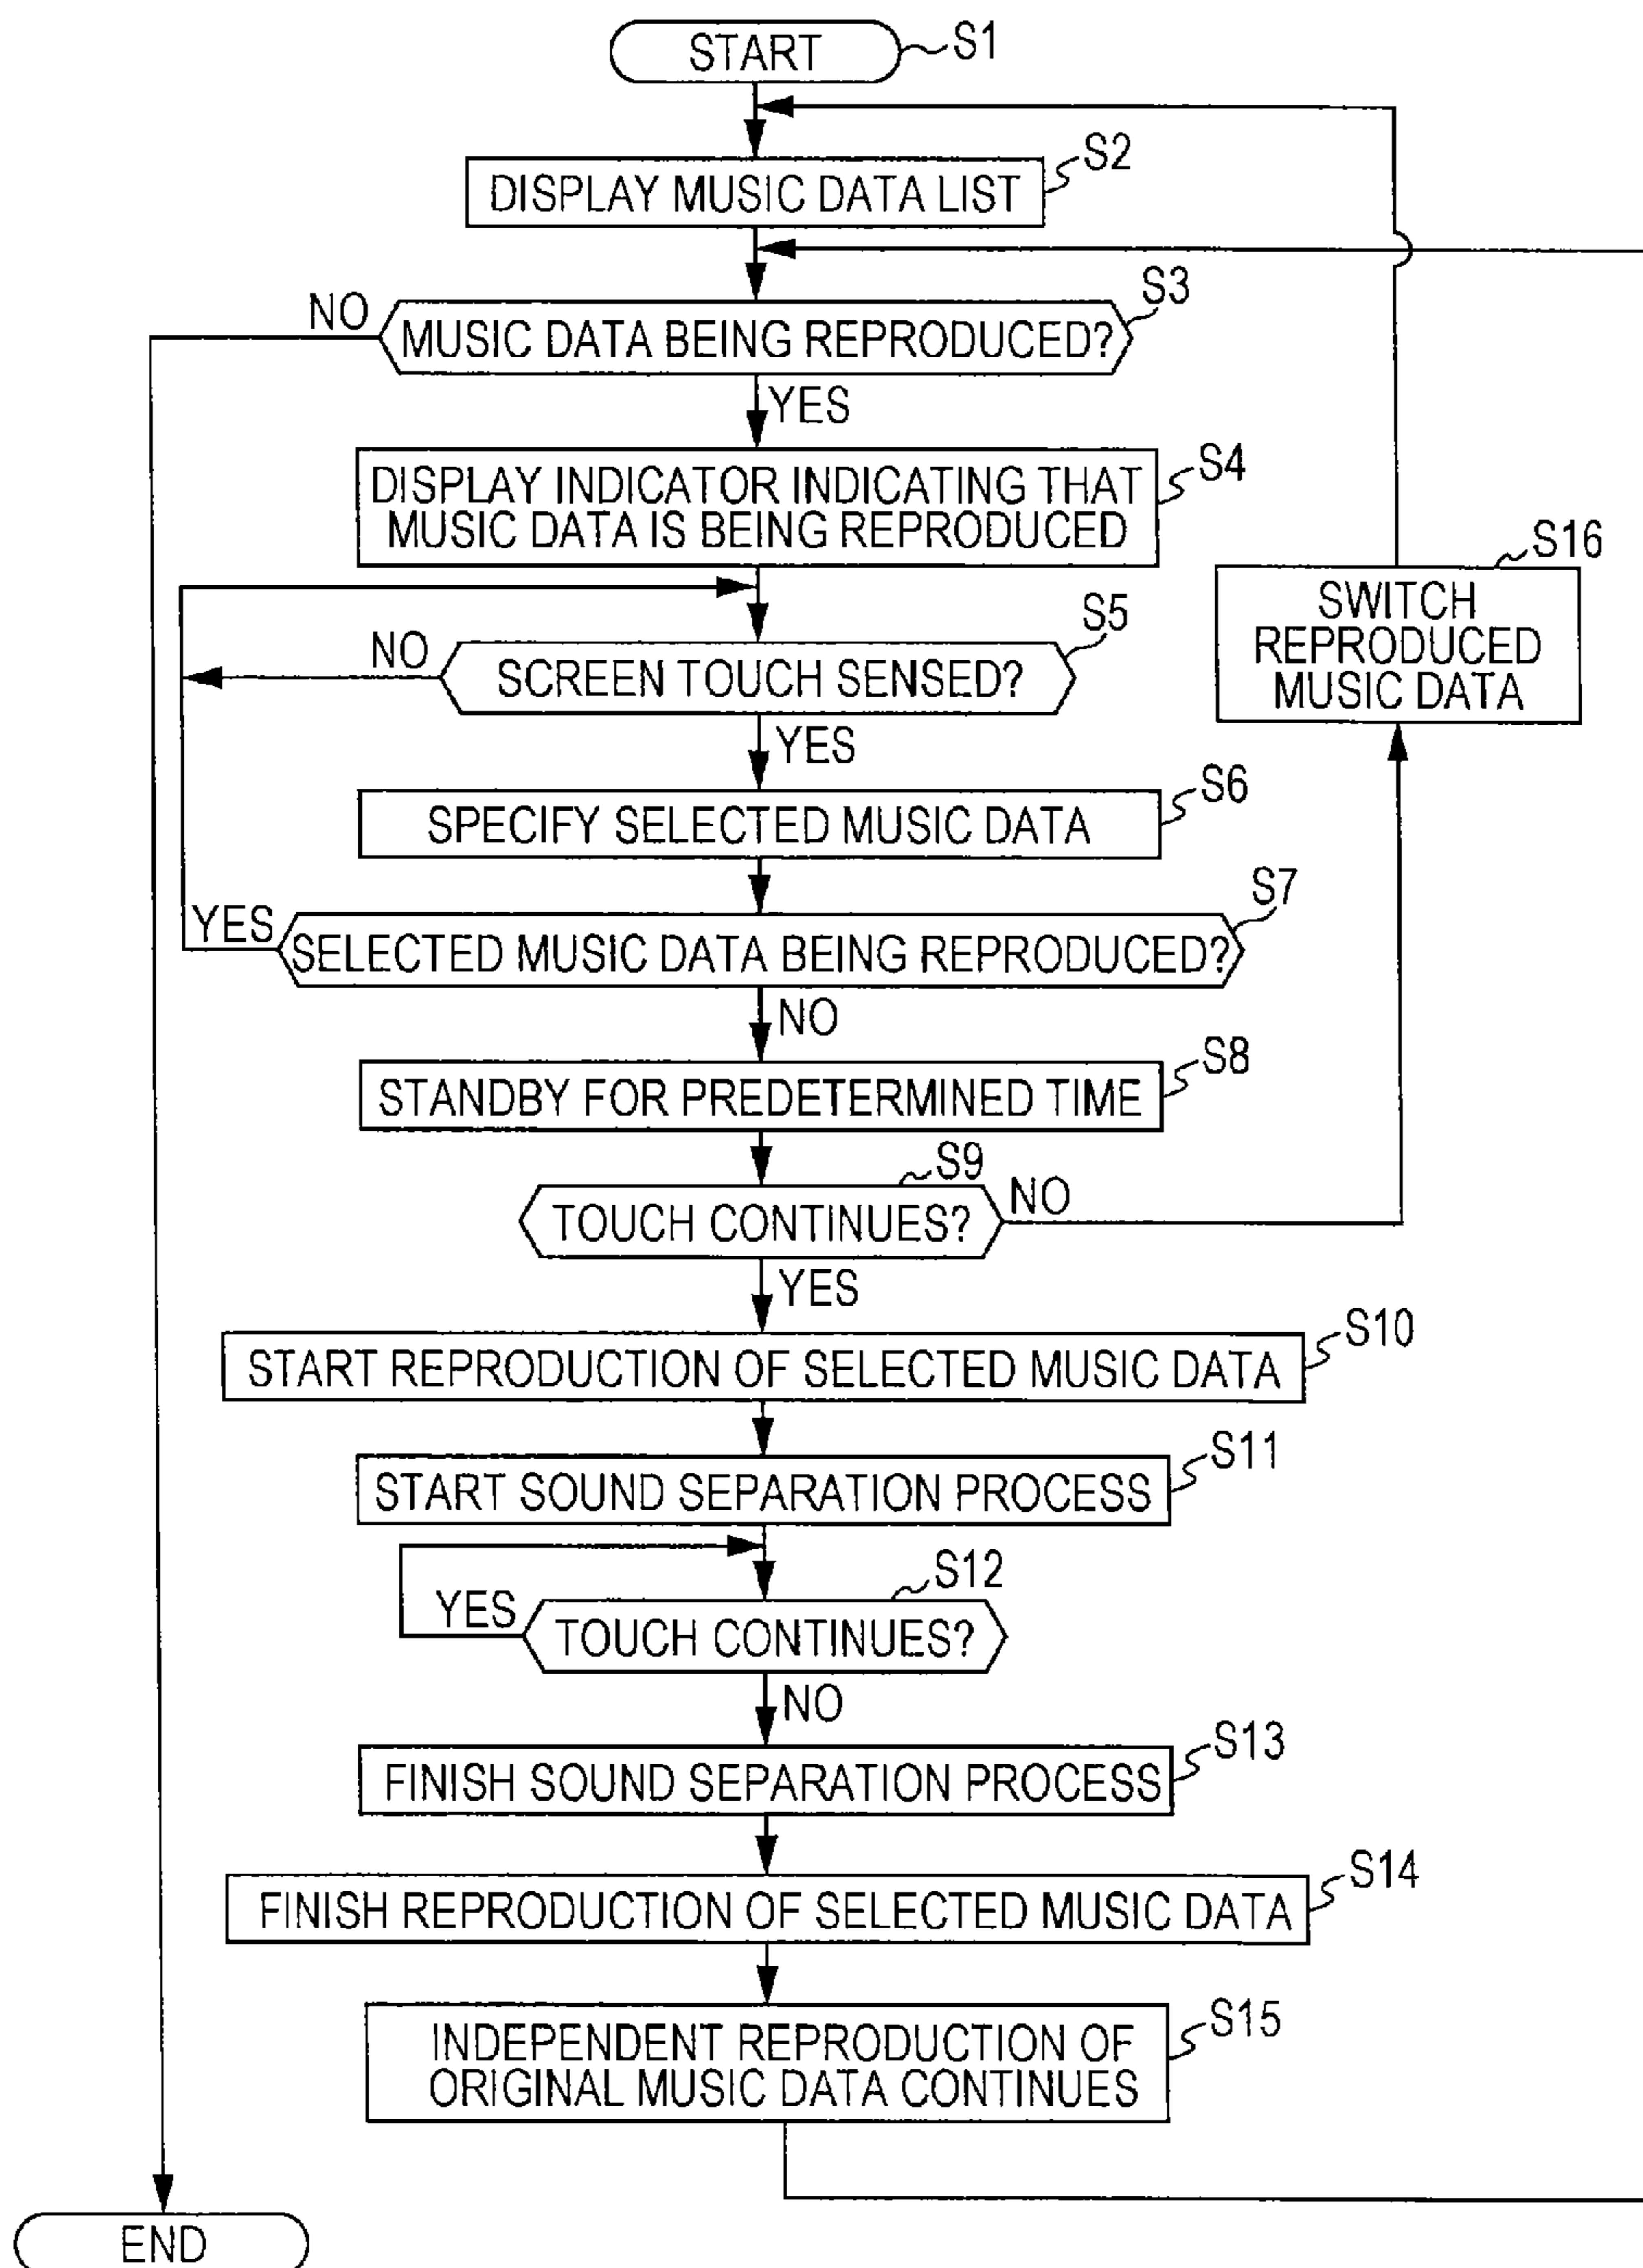 START
S1
DISPLAY MUSIC DATA LIST
S2
MUSIC DATA BEING REPRODUCED?
S3
NO
YES
DISPLAY INDICATOR INDICATING THAT
MUSIC DATA IS BEING REPRODUCED
S4
SCREEN TOUCH SENSED?
S5
NO
YES
SPECIFY SELECTED MUSIC DATA
S6
SELECTED MUSIC DATA BEING REPRODUCED?
S7
YES
NO
STANDBY FOR PREDETERMINED TIME
S8
TOUCH CONTINUES?
S9
NO
YES
SWITCH
REPRODUCED
MUSIC DATA
S16
START REPRODUCTION OF SELECTED MUSIC DATA
S10
START SOUND SEPARATION PROCESS
S11
TOUCH CONTINUES?
S12
YES
NO
FINISH SOUND SEPARATION PROCESS
S13
FINISH REPRODUCTION OF SELECTED MUSIC DATA
S14
INDEPENDENT REPRODUCTION OF
ORIGINAL MUSIC DATA CONTINUES
S15
END